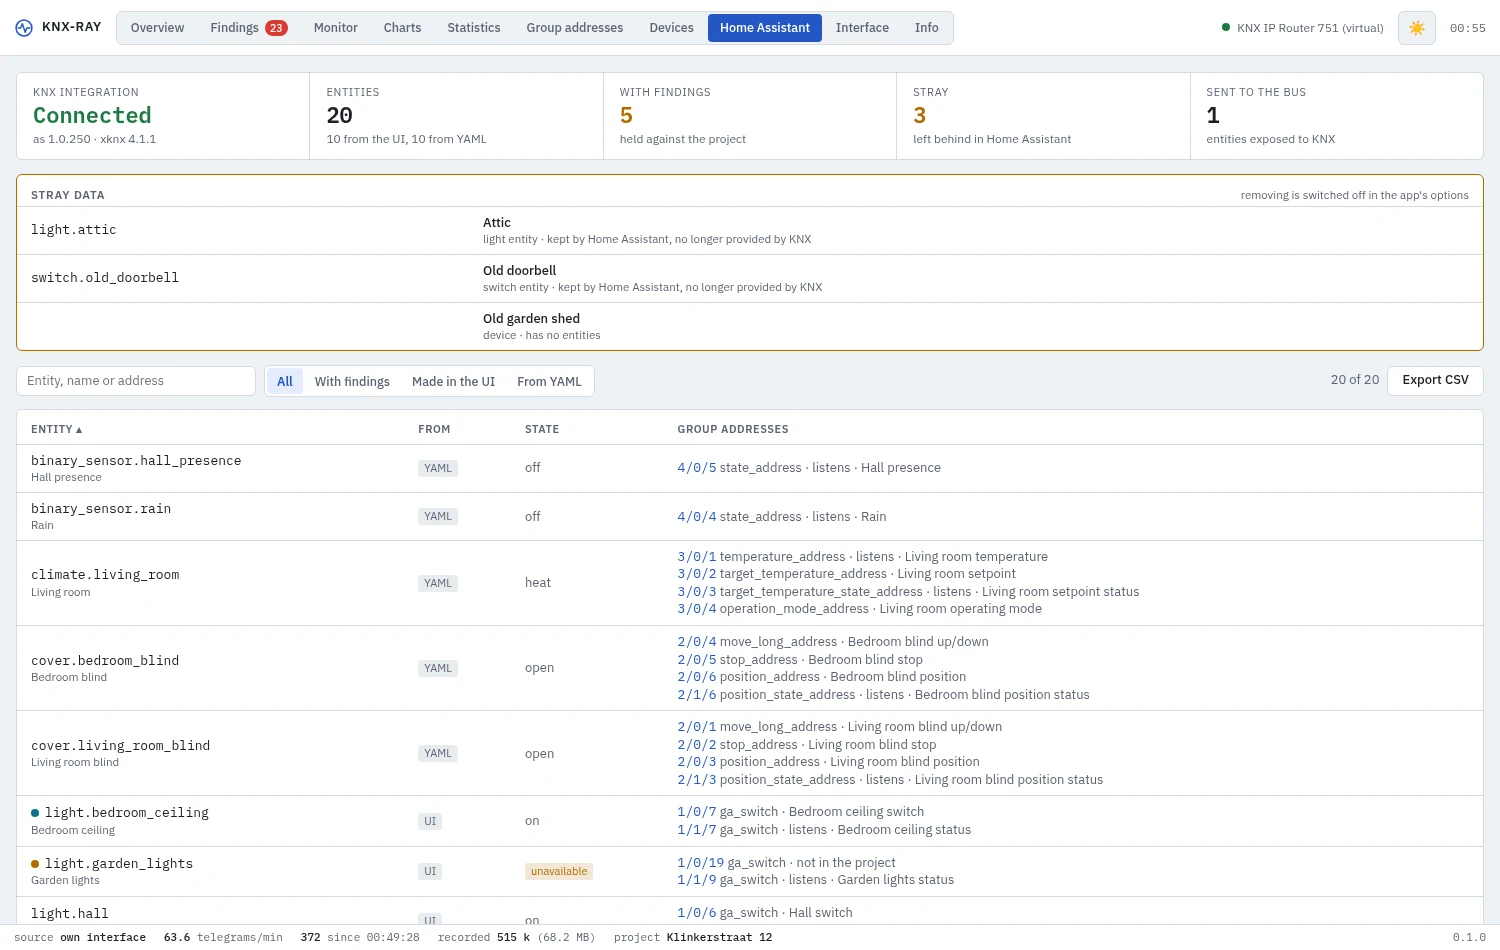 KNX-RAY
Overview Findings 23 Monitor Charts Statistics Group addresses Devices Home Assistant Interface Info
KNX IP Router 751 (virtual) 00:55
KNX INTEGRATION
Connected
as 1.0.250 · xknx 4.1.1
ENTITIES
20
10 from the UI, 10 from YAML
WITH FINDINGS
5
held against the project
STRAY
3
left behind in Home Assistant
SENT TO THE BUS
1
entities exposed to KNX
STRAY DATA removing is switched off in the app's options
light.attic
Attic
light entity · kept by Home Assistant, no longer provided by KNX
switch.old_doorbell
Old doorbell
switch entity · kept by Home Assistant, no longer provided by KNX
Old garden shed
device · has no entities
Entity, name or address All With findings Made in the UI From YAML 20 of 20 Export CSV
ENTITY ▲ FROM STATE GROUP ADDRESSES
binary_sensor.hall_presence
Hall presence
YAML
off
4/0/5 state_address · listens · Hall presence
binary_sensor.rain
Rain
YAML
off
4/0/4 state_address · listens · Rain
climate.living_room
Living room
YAML
heat
3/0/1 temperature_address · listens · Living room temperature
3/0/2 target_temperature_address · Living room setpoint
3/0/3 target_temperature_state_address · listens · Living room setpoint status
3/0/4 operation_mode_address · Living room operating mode
cover.bedroom_blind
Bedroom blind
YAML
open
2/0/4 move_long_address · Bedroom blind up/down
2/0/5 stop_address · Bedroom blind stop
2/0/6 position_address · Bedroom blind position
2/1/6 position_state_address · listens · Bedroom blind position status
cover.living_room_blind
Living room blind
YAML
open
2/0/1 move_long_address · Living room blind up/down
2/0/2 stop_address · Living room blind stop
2/0/3 position_address · Living room blind position
2/1/3 position_state_address · listens · Living room blind position status
light.bedroom_ceiling
Bedroom ceiling
UI
on
1/0/7 ga_switch · Bedroom ceiling switch
1/1/7 ga_switch · listens · Bedroom ceiling status
light.garden_lights
Garden lights
UI
unavailable
1/0/19 ga_switch · not in the project
1/1/9 ga_switch · listens · Garden lights status
light.hall
UI
on
1/0/6 ga_switch · Hall switch
source own interface 63.6 telegrams/min 372 since 00:49:28 recorded 515 k (68.2 MB) project Klinkerstraat 12 0.1.0